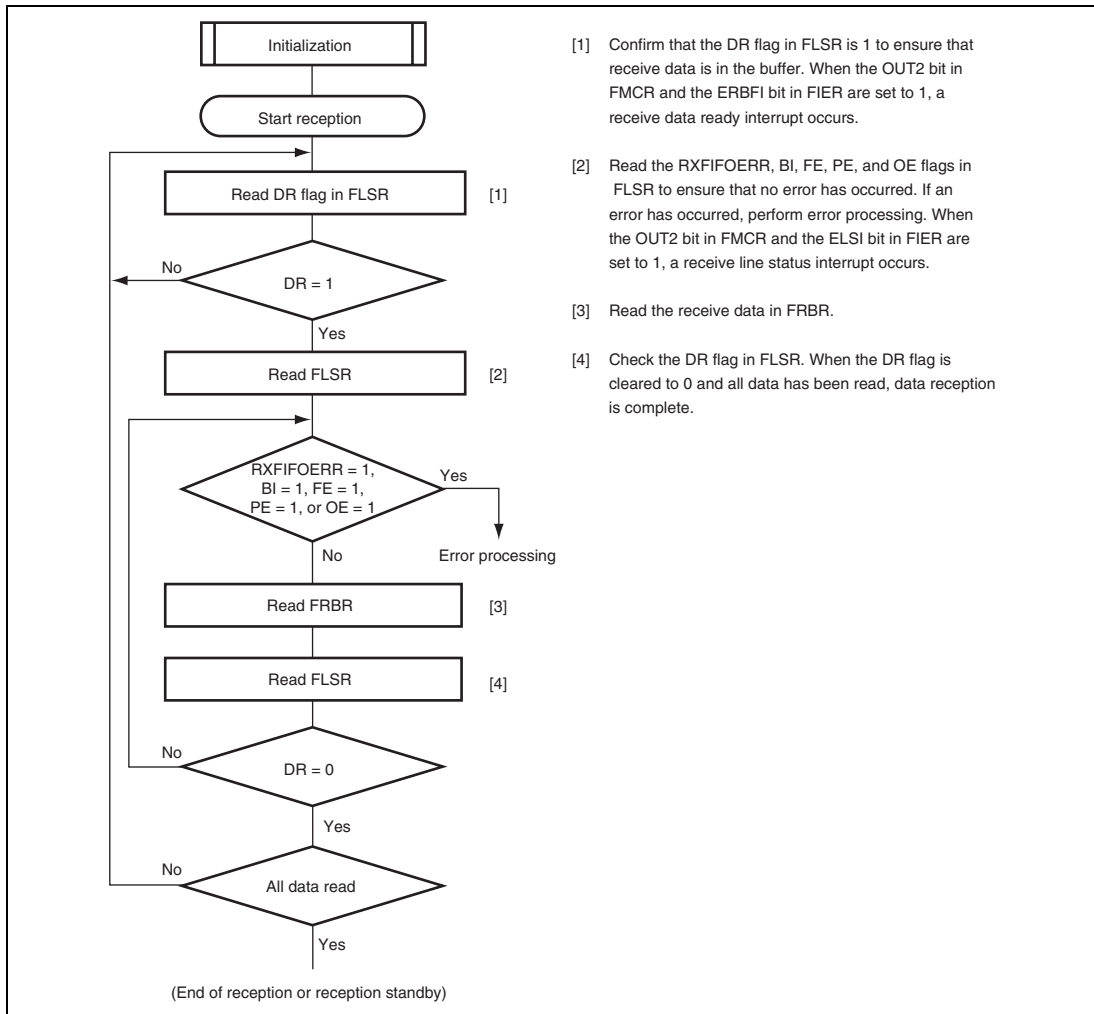 Initialization
Start reception
Read DR flag in FLSR
[1]
No
DR = 1
Yes
Read FLSR
[2]
RXFIFOERR = 1,
BI = 1, FE = 1,
PE = 1, or OE = 1
Yes
No
Error processing
Read FRBR
[3]
Read FLSR
[4]
No
DR = 0
Yes
No
All data read
Yes
(End of reception or reception standby)
[1] Confirm that the DR flag in FLSR is 1 to ensure that
receive data is in the buffer. When the OUT2 bit in
FMCR and the ERBFI bit in FIER are set to 1, a
receive data ready interrupt occurs.
[2] Read the RXFIFOERR, BI, FE, PE, and OE flags in
FLSR to ensure that no error has occurred. If an
error has occurred, perform error processing. When
the OUT2 bit in FMCR and the ELSI bit in FIER are
set to 1, a receive line status interrupt occurs.
[3] Read the receive data in FRBR.
[4] Check the DR flag in FLSR. When the DR flag is
cleared to 0 and all data has been read, data reception
is complete.